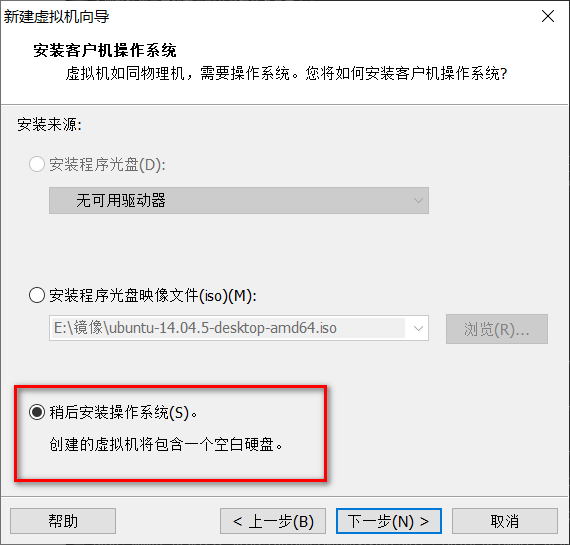 新建虚拟机向导
安装客户机操作系统
虚拟机如同物理机，需要操作系统。您将如何安装客户机操作系统?
安装来源:
安装程序光盘(D):
无可用驱动器
安装程序光盘映像文件(iso)(M):
E:\镜像\ubuntu-14.04.5-desktop-amd64.iso
浏览(R)...
稍后安装操作系统(S)。
创建的虚拟机将包含一个空白硬盘。
帮助
< 上一步(B)
下一步(N) >
取消